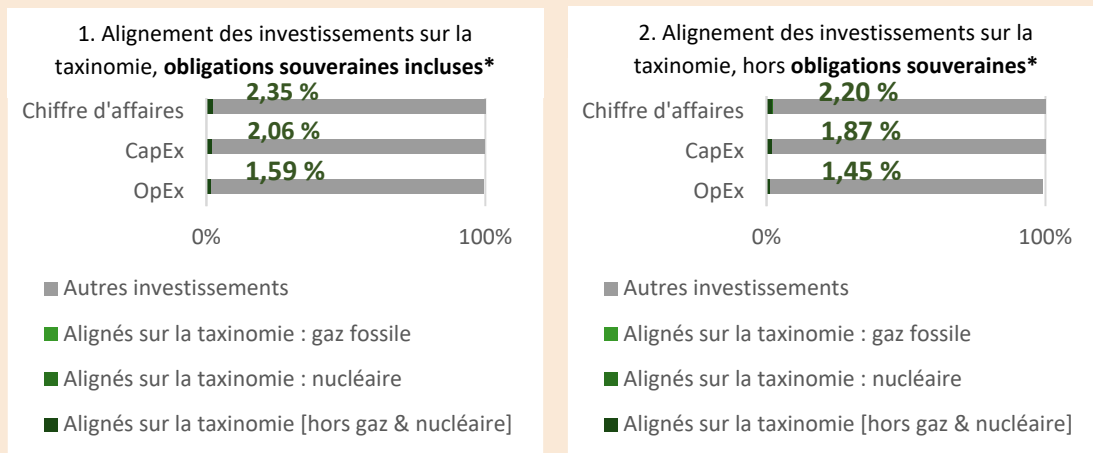 1. Alignement des investissements sur la
taxinomie, obligations souveraines incluses*
2,35 %
Chiffre d'affaires
2,06 %
CapEx
1,59 %
OpEx
0%
100%
Autres investissements
Alignés sur la taxinomie : gaz fossile
Alignés sur la taxinomie : nucléaire
Alignés sur la taxinomie [hors gaz & nucléaire]
2. Alignement des investissements sur la
taxinomie, hors obligations souveraines*
2,20 %
Chiffre d'affaires
1,87 %
CapEx
1,45 %
OpEx
0%
100%
Autres investissements
Alignés sur la taxinomie : gaz fossile
Alignés sur la taxinomie : nucléaire
Alignés sur la taxinomie [hors gaz & nucléaire]